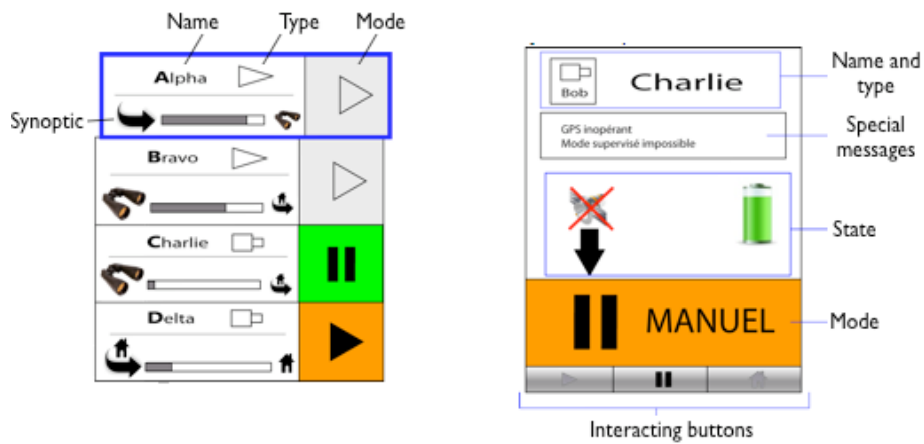 Name
Type
Mode
Alpha
Synoptic
Bravo
Charlie
Delta
Bob
Charlie
Name and
type
GPS inopérant
Mode supervisé impossible
Special
messages
State
MANUEL
Mode
Interacting buttons